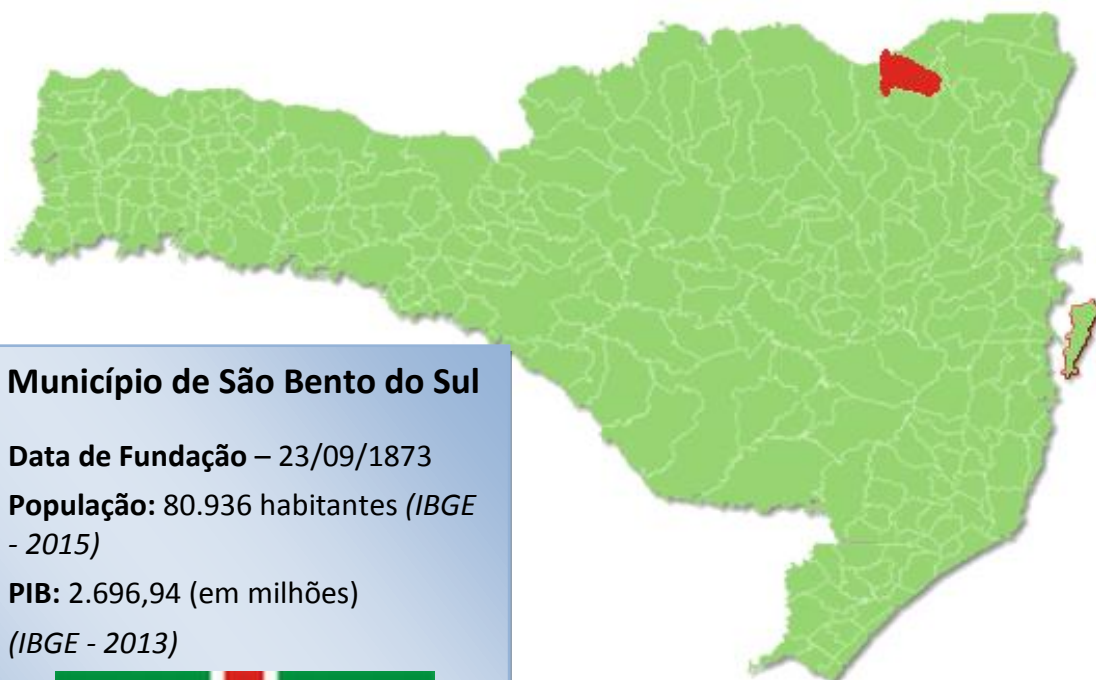 Município de São Bento do Sul
Data de Fundação – 23/09/1873
População: 80.936 habitantes (IBGE
- 2015)
PIB: 2.696,94 (em milhões)
(IBGE - 2013)